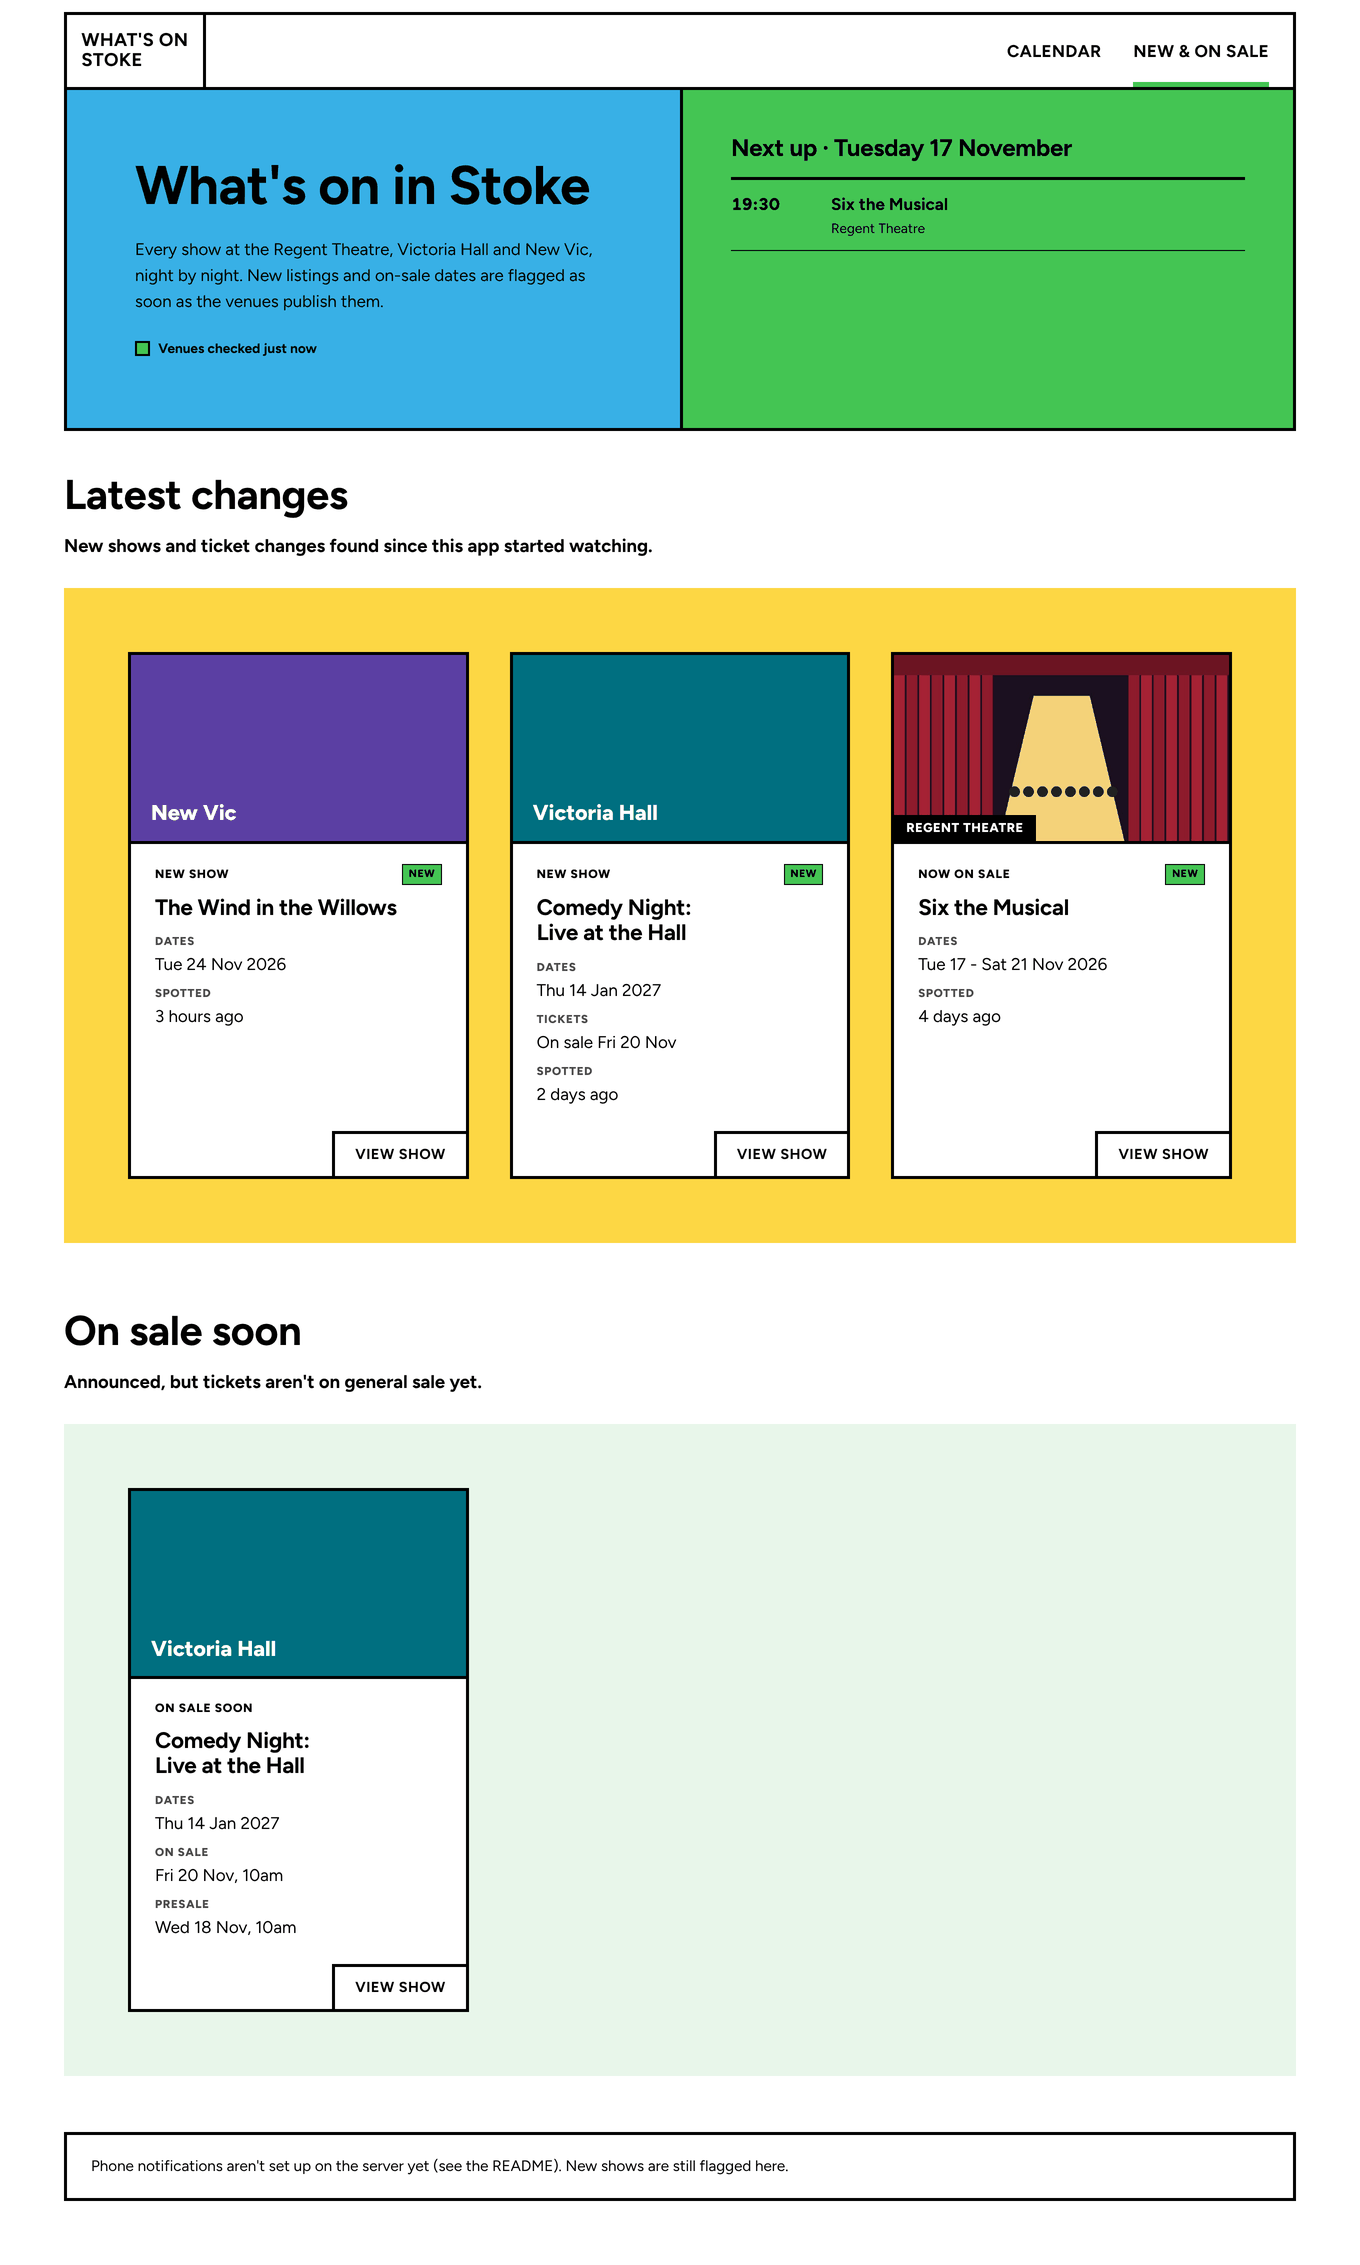 WHAT'S ON
STOKE
CALENDAR
NEW & ON SALE
What's on in Stoke
Every show at the Regent Theatre, Victoria Hall and New Vic,
night by night. New listings and on-sale dates are flagged as
soon as the venues publish them.
Venues checked just now
Next up · Tuesday 17 November
19:30
Six the Musical
Regent Theatre
Latest changes
New shows and ticket changes found since this app started watching.
New Vic
NEW SHOW
NEW
The Wind in the Willows
DATES
Tue 24 Nov 2026
SPOTTED
3 hours ago
VIEW SHOW
Victoria Hall
NEW SHOW
NEW
Comedy Night:
Live at the Hall
DATES
Thu 14 Jan 2027
TICKETS
On sale Fri 20 Nov
SPOTTED
2 days ago
VIEW SHOW
REGENT THEATRE
NOW ON SALE
NEW
Six the Musical
DATES
Tue 17 - Sat 21 Nov 2026
SPOTTED
4 days ago
VIEW SHOW
On sale soon
Announced, but tickets aren't on general sale yet.
Victoria Hall
ON SALE SOON
Comedy Night:
Live at the Hall
DATES
Thu 14 Jan 2027
ON SALE
Fri 20 Nov, 10am
PRESALE
Wed 18 Nov, 10am
VIEW SHOW
Phone notifications aren't set up on the server yet (see the README). New shows are still flagged here.